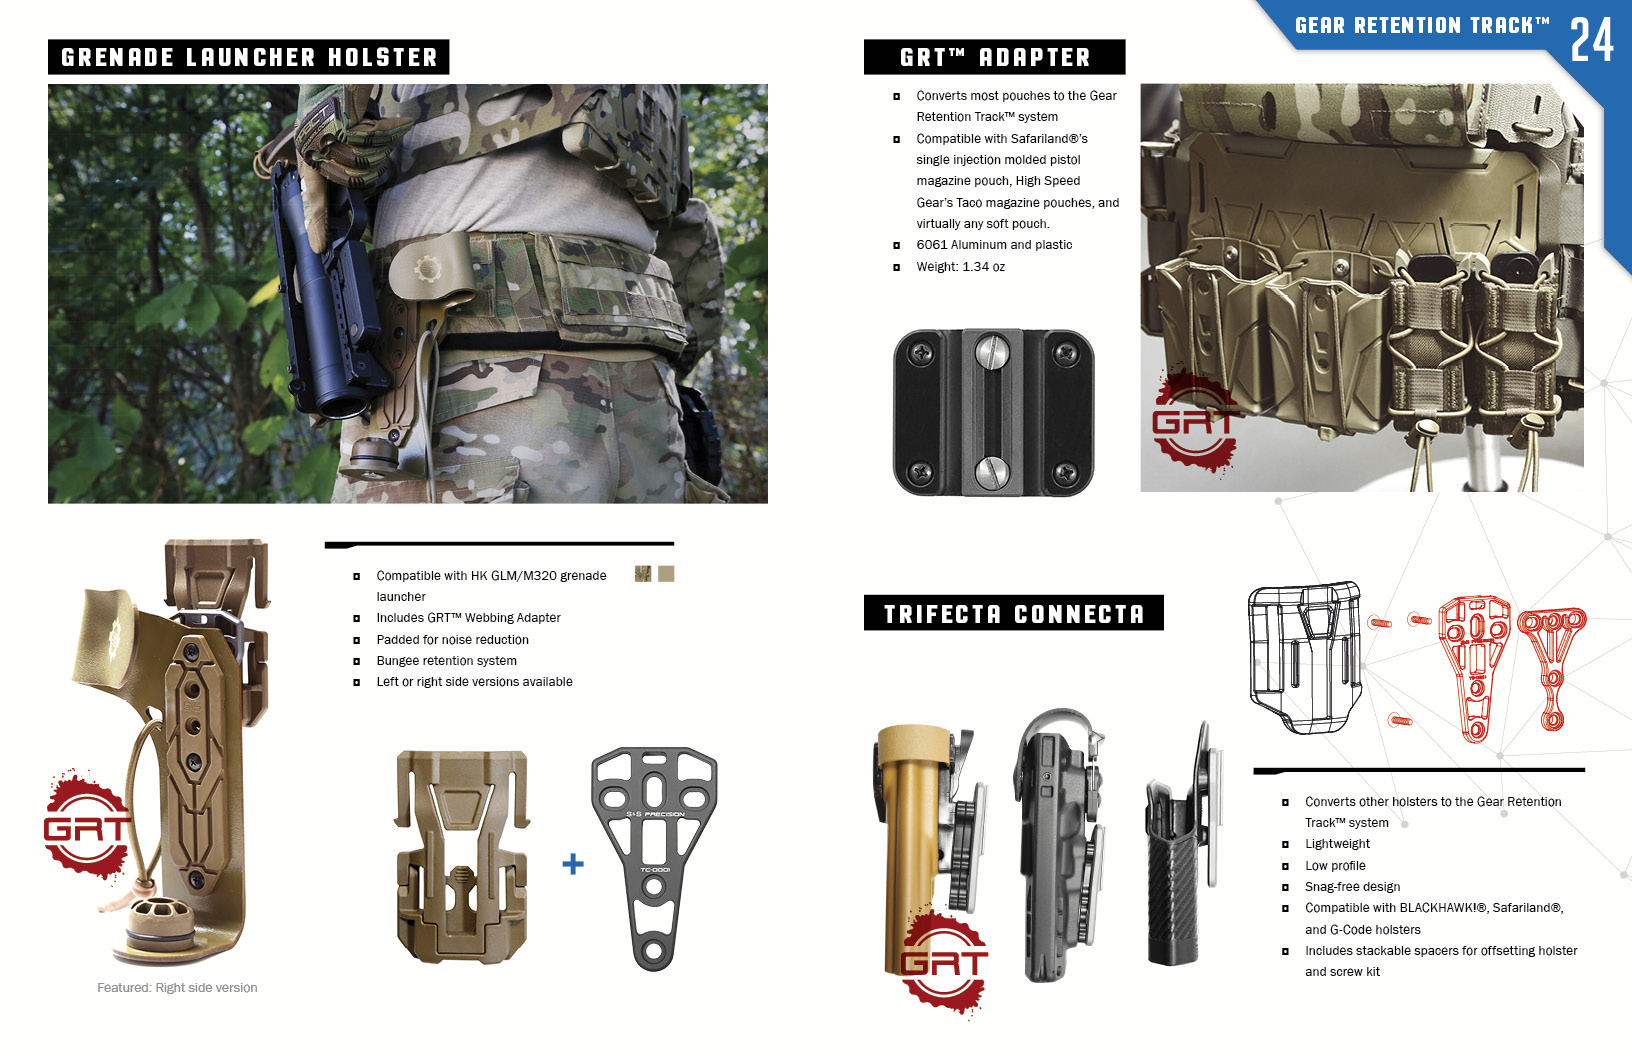 GEAR RETENTION TRACK™ 24
GRENADE LAUNCHER HOLSTER
Compatible with HK GLM/M320 grenade
launcher
Includes GRT™ Webbing Adapter
Padded for noise reduction
Bungee retention system
Left or right side versions available
GRT
S&S PRECISION
TC-0001
+
Featured: Right side version
GRT™ ADAPTER
Converts most pouches to the Gear
Retention Track™ system
Compatible with Safariland®'s
single injection molded pistol
magazine pouch, High Speed
Gear's Taco magazine pouches, and
virtually any soft pouch.
6061 Aluminum and plastic
Weight: 1.34 oz
GRT
TRIFECTA CONNECTA
GRT
Converts other holsters to the Gear Retention
Track™ system
Lightweight
Low profile
Snag-free design
Compatible with BLACKHAWK!®, Safariland®,
and G-Code holsters
Includes stackable spacers for offsetting holster
and screw kit